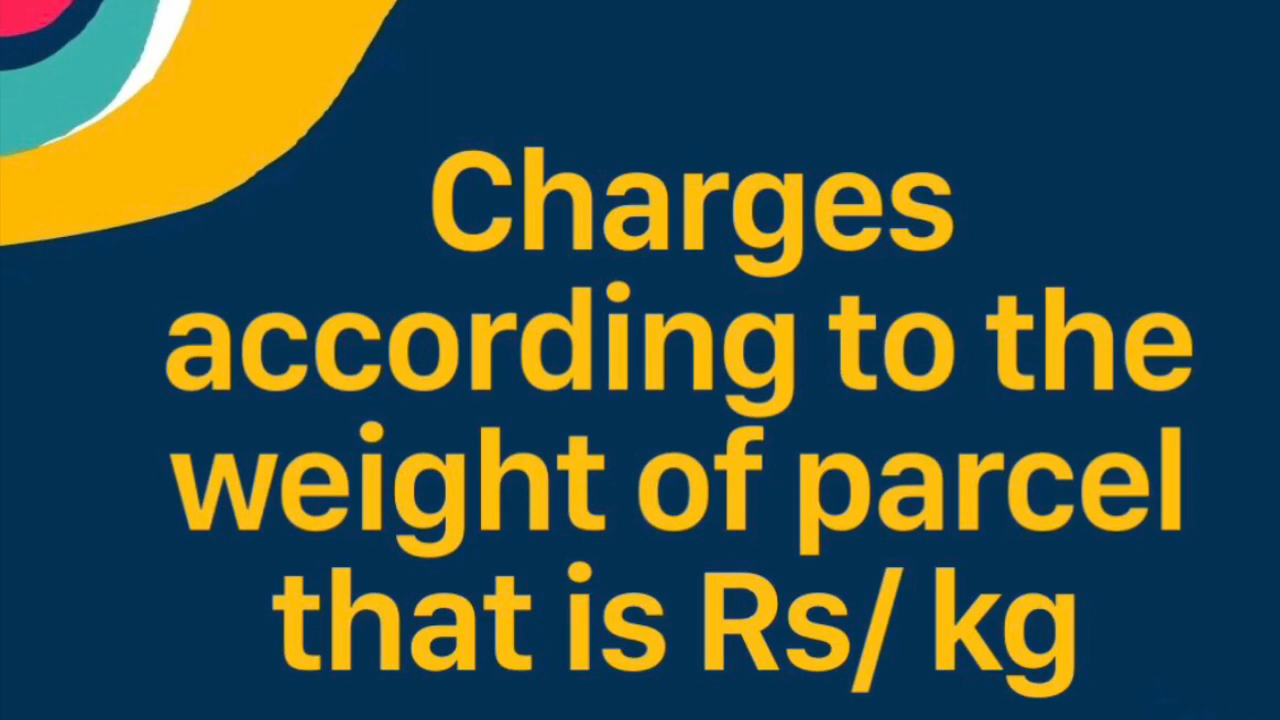 Charges
according to the
weight of parcel
that is Rs/ kg